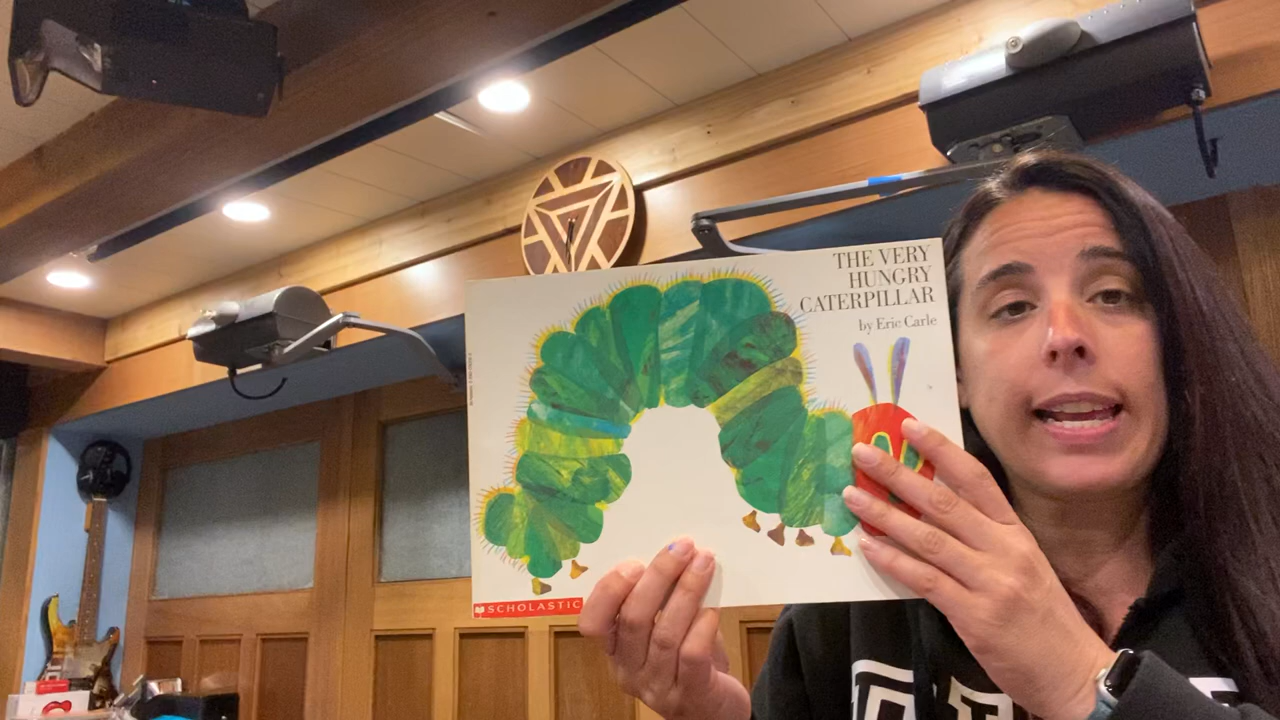 THE VERY
HUNGRY
CATERPILLAR
by Eric Carle
SCHOLASTIC